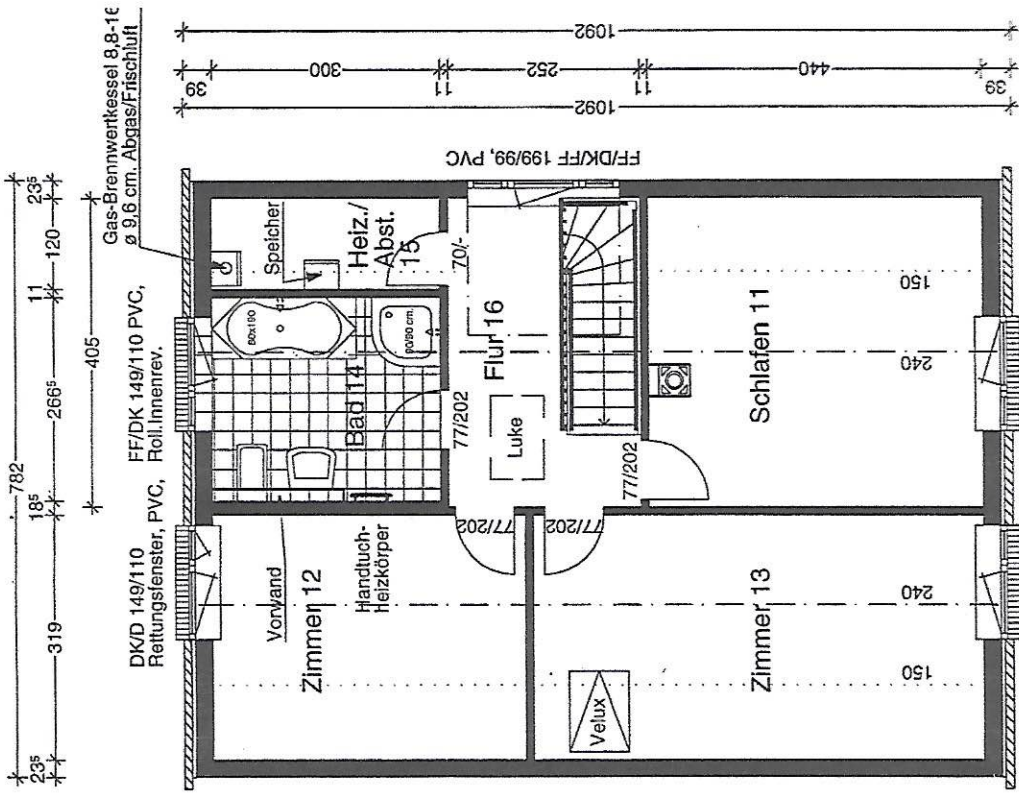 Gas-Brennwertkessel 8,8-16
ø 9,6 cm. Abgas/Frischluft
FF/DK 149/110 PVC,
Roll.Innenrev.
DK/D 149/110
Rettungsfenster, PVC,
782
23⁵
319
18⁵
266⁵
11
120
23⁵
405
1092
39
300
11
252
11
440
39
1092
FF/DK/FF 199/99, PVC
Speicher
Heiz./
Abst.
15
70/-
80x190
90/90 cm.
Bad 14
77/202
Flur 16
Luke
77/202
Schlafen 11
150
240
Vorwand
Handtuch-
Heizkörper
Zimmer 12
77/202
77/202
Zimmer 13
Velux
240
150